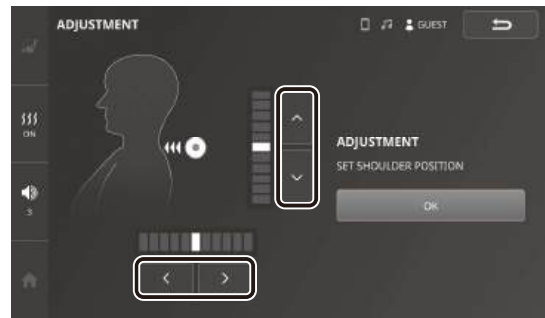 ADJUSTMENT
GUEST
ON
3
ADJUSTMENT
SET SHOULDER POSITION
OK